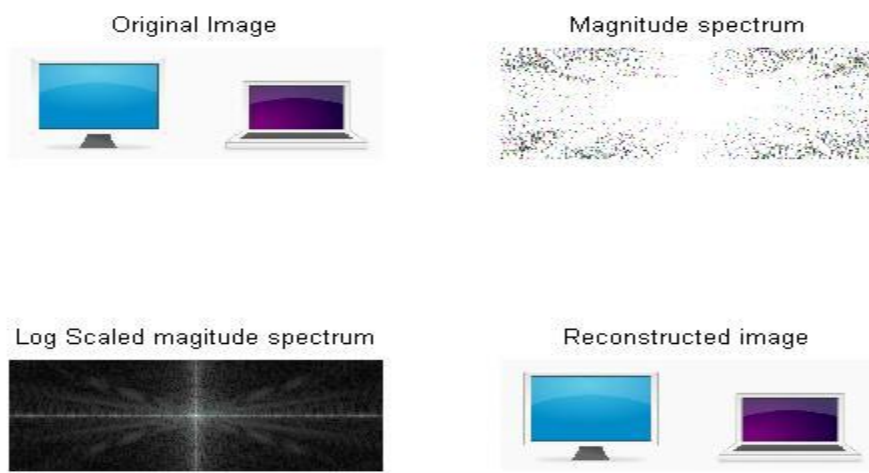 Original Image
Magnitude spectrum
Log Scaled magitude spectrum
Reconstructed image